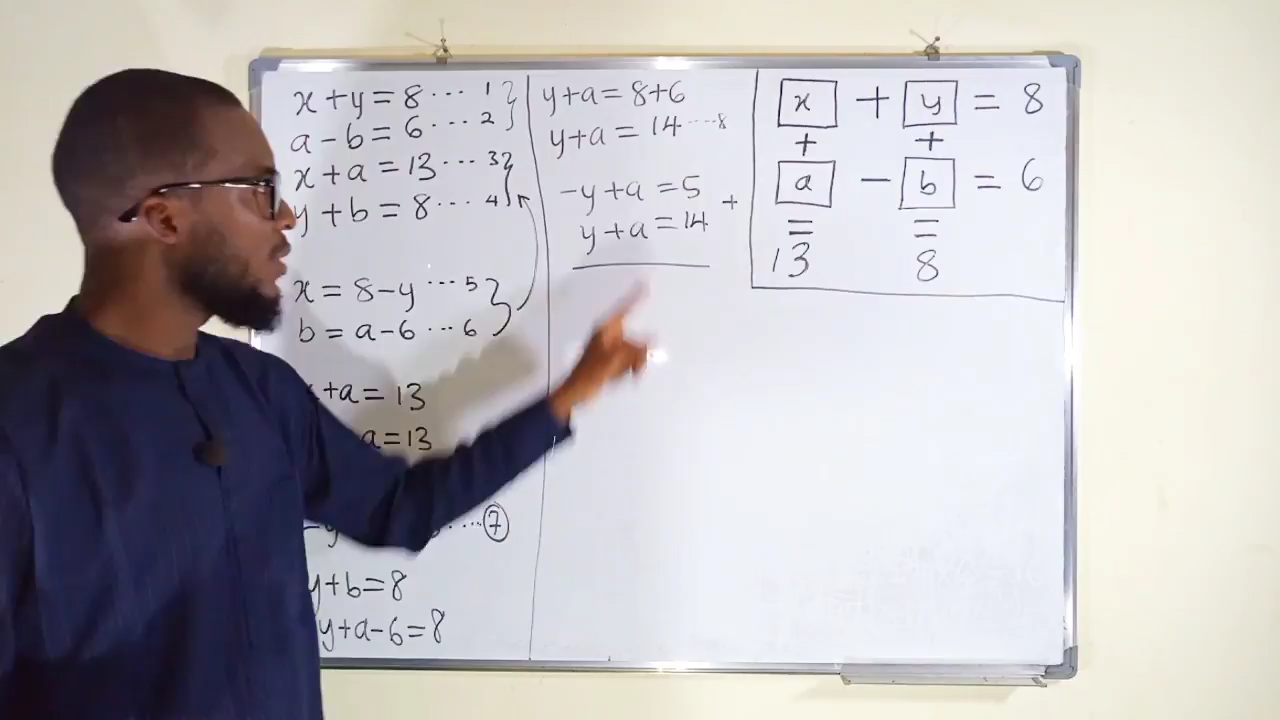 x + y = 8 ... 1
a - b = 6 ... 2
x + a = 13 ... 3
y + b = 8 ... 4
x = 8 - y ... 5
b = a - 6 ... 6
+a = 13
a = 13
-y ... 7
y + b = 8
y + a - 6 = 8
y + a = 8 + 6
y + a = 14 ... 8
-y + a = 5
y + a = 14 +
x + y = 8
+ +
a - b = 6
= =
13 8